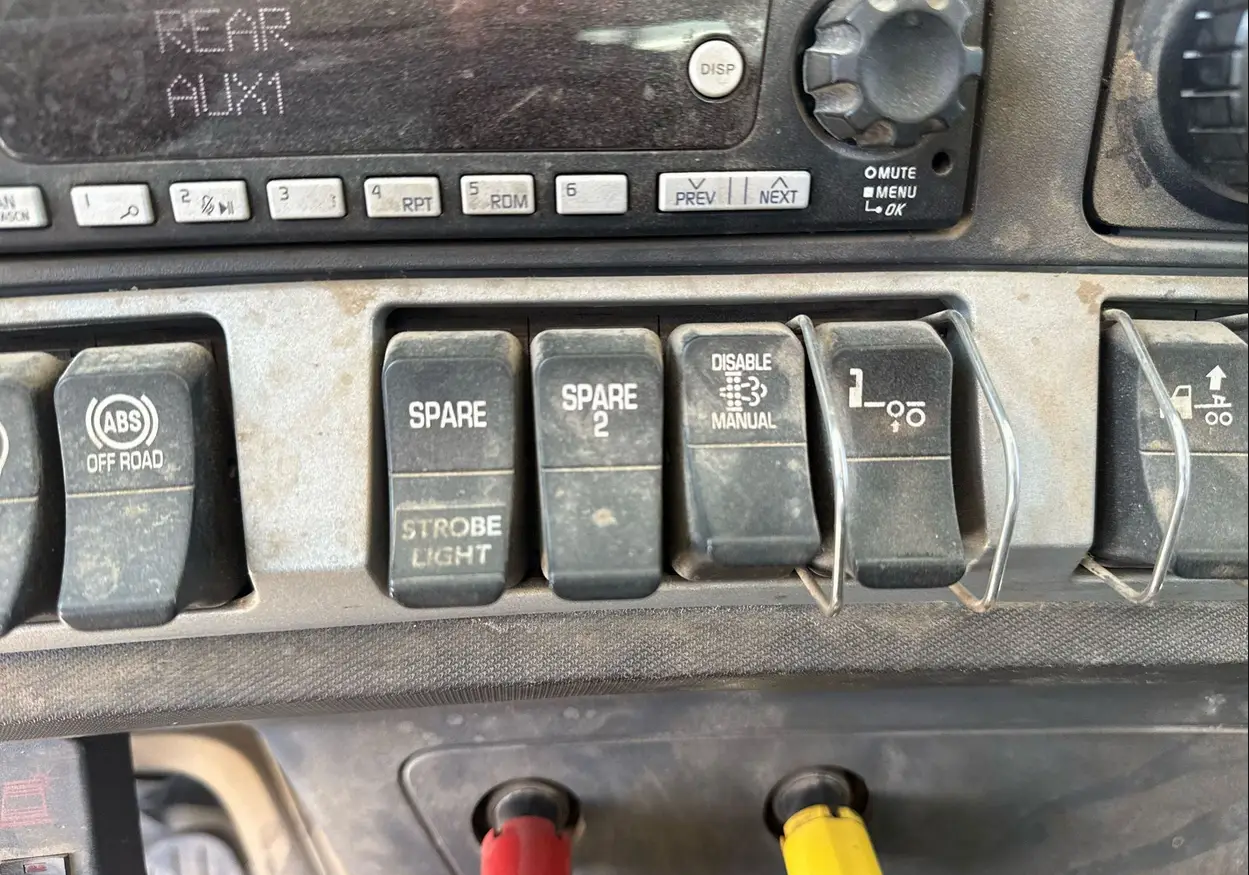 REAR
AUX1
DISP
AN
1
2
3
4 RPT
5 RDM
6
PREV
NEXT
MUTE
MENU
OK
ABS
OFF ROAD
SPARE
STROBE
LIGHT
SPARE
2
DISABLE
MANUAL